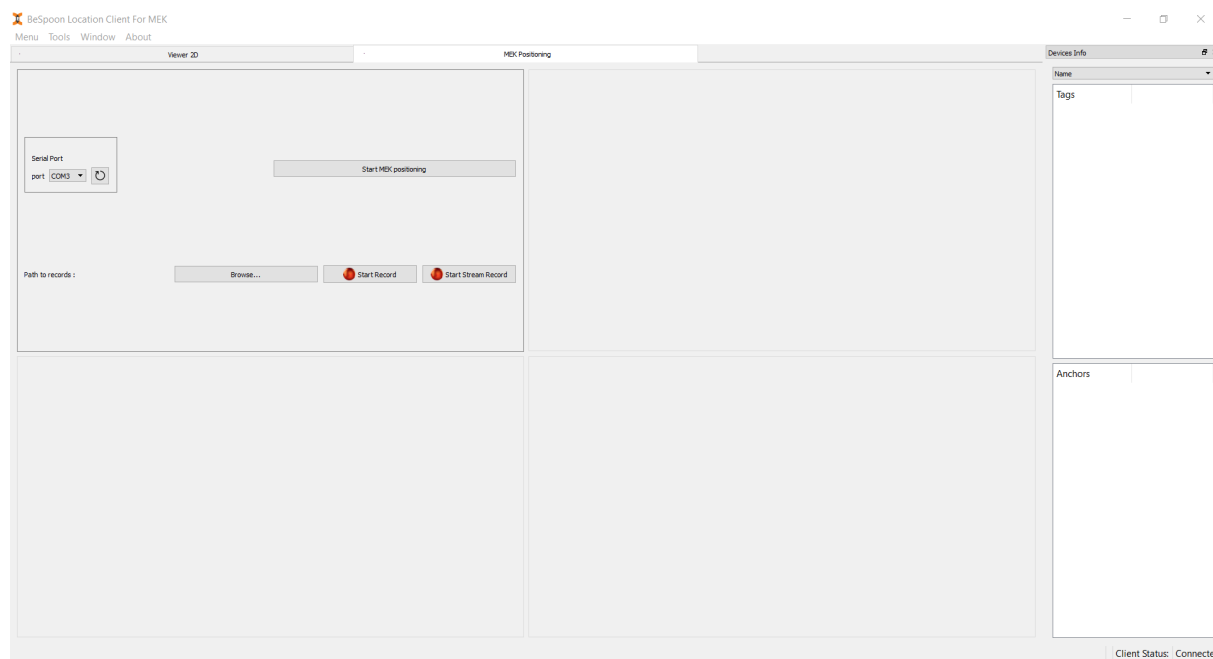 BeSpoon Location Client For MEK
Menu Tools Window About
Viewer 2D
MEK Positioning
Devices Info
Name
Tags
Serial Port
port COM3
Start MEK positioning
Path to records :
Browse...
Start Record
Start Stream Record
Anchors
Client Status: Connecte